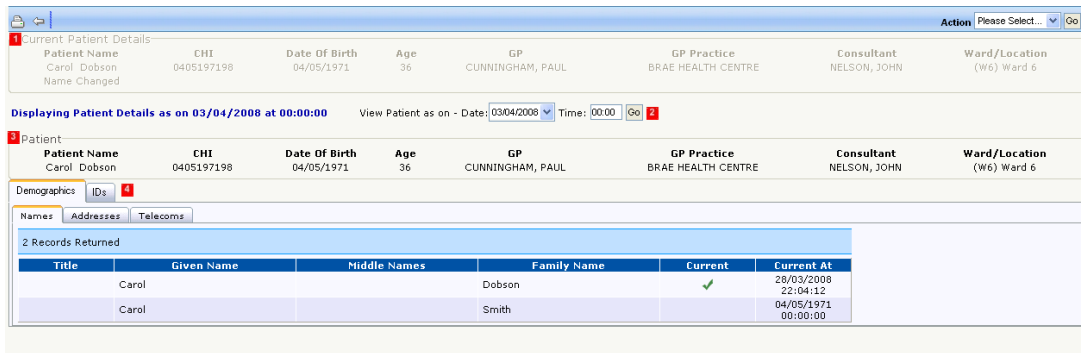 Action Please Select... Go
1 Current Patient Details
Patient Name CHI Date Of Birth Age GP GP Practice Consultant Ward/Location
Carol Dobson 0405197198 04/05/1971 36 CUNNINGHAM, PAUL BRAE HEALTH CENTRE NELSON, JOHN (W6) Ward 6
Name Changed
Displaying Patient Details as on 03/04/2008 at 00:00:00 View Patient as on - Date: 03/04/2008 Time: 00:00 Go 2
3 Patient
Patient Name CHI Date Of Birth Age GP GP Practice Consultant Ward/Location
Carol Dobson 0405197198 04/05/1971 36 CUNNINGHAM, PAUL BRAE HEALTH CENTRE NELSON, JOHN (W6) Ward 6
Demographics IDs 4
Names Addresses Telecoms
2 Records Returned
Title Given Name Middle Names Family Name Current Current At
Carol Dobson 28/03/2008
22:04:12
Carol Smith 04/05/1971
00:00:00